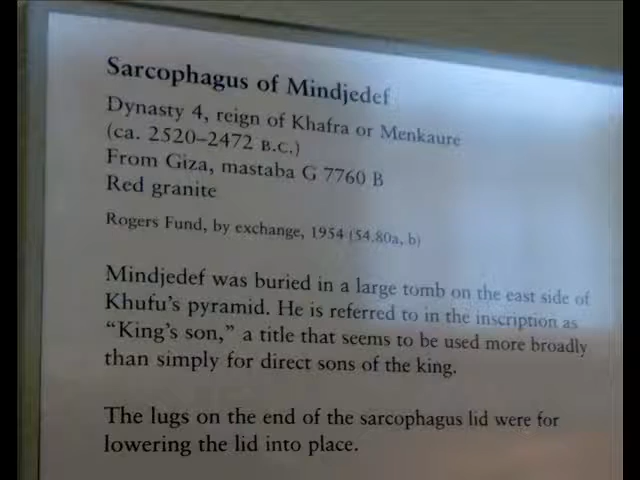 Sarcophagus of Mindjedef
Dynasty 4, reign of Khafra or Menkaure
(ca. 2520–2472 B.C.)
From Giza, mastaba G 7760 B
Red granite
Rogers Fund, by exchange, 1954 (54.80a, b)
Mindjedef was buried in a large tomb on the east side of
Khufu's pyramid. He is referred to in the inscription as
“King's son,” a title that seems to be used more broadly
than simply for direct sons of the king.
The lugs on the end of the sarcophagus lid were for
lowering the lid into place.